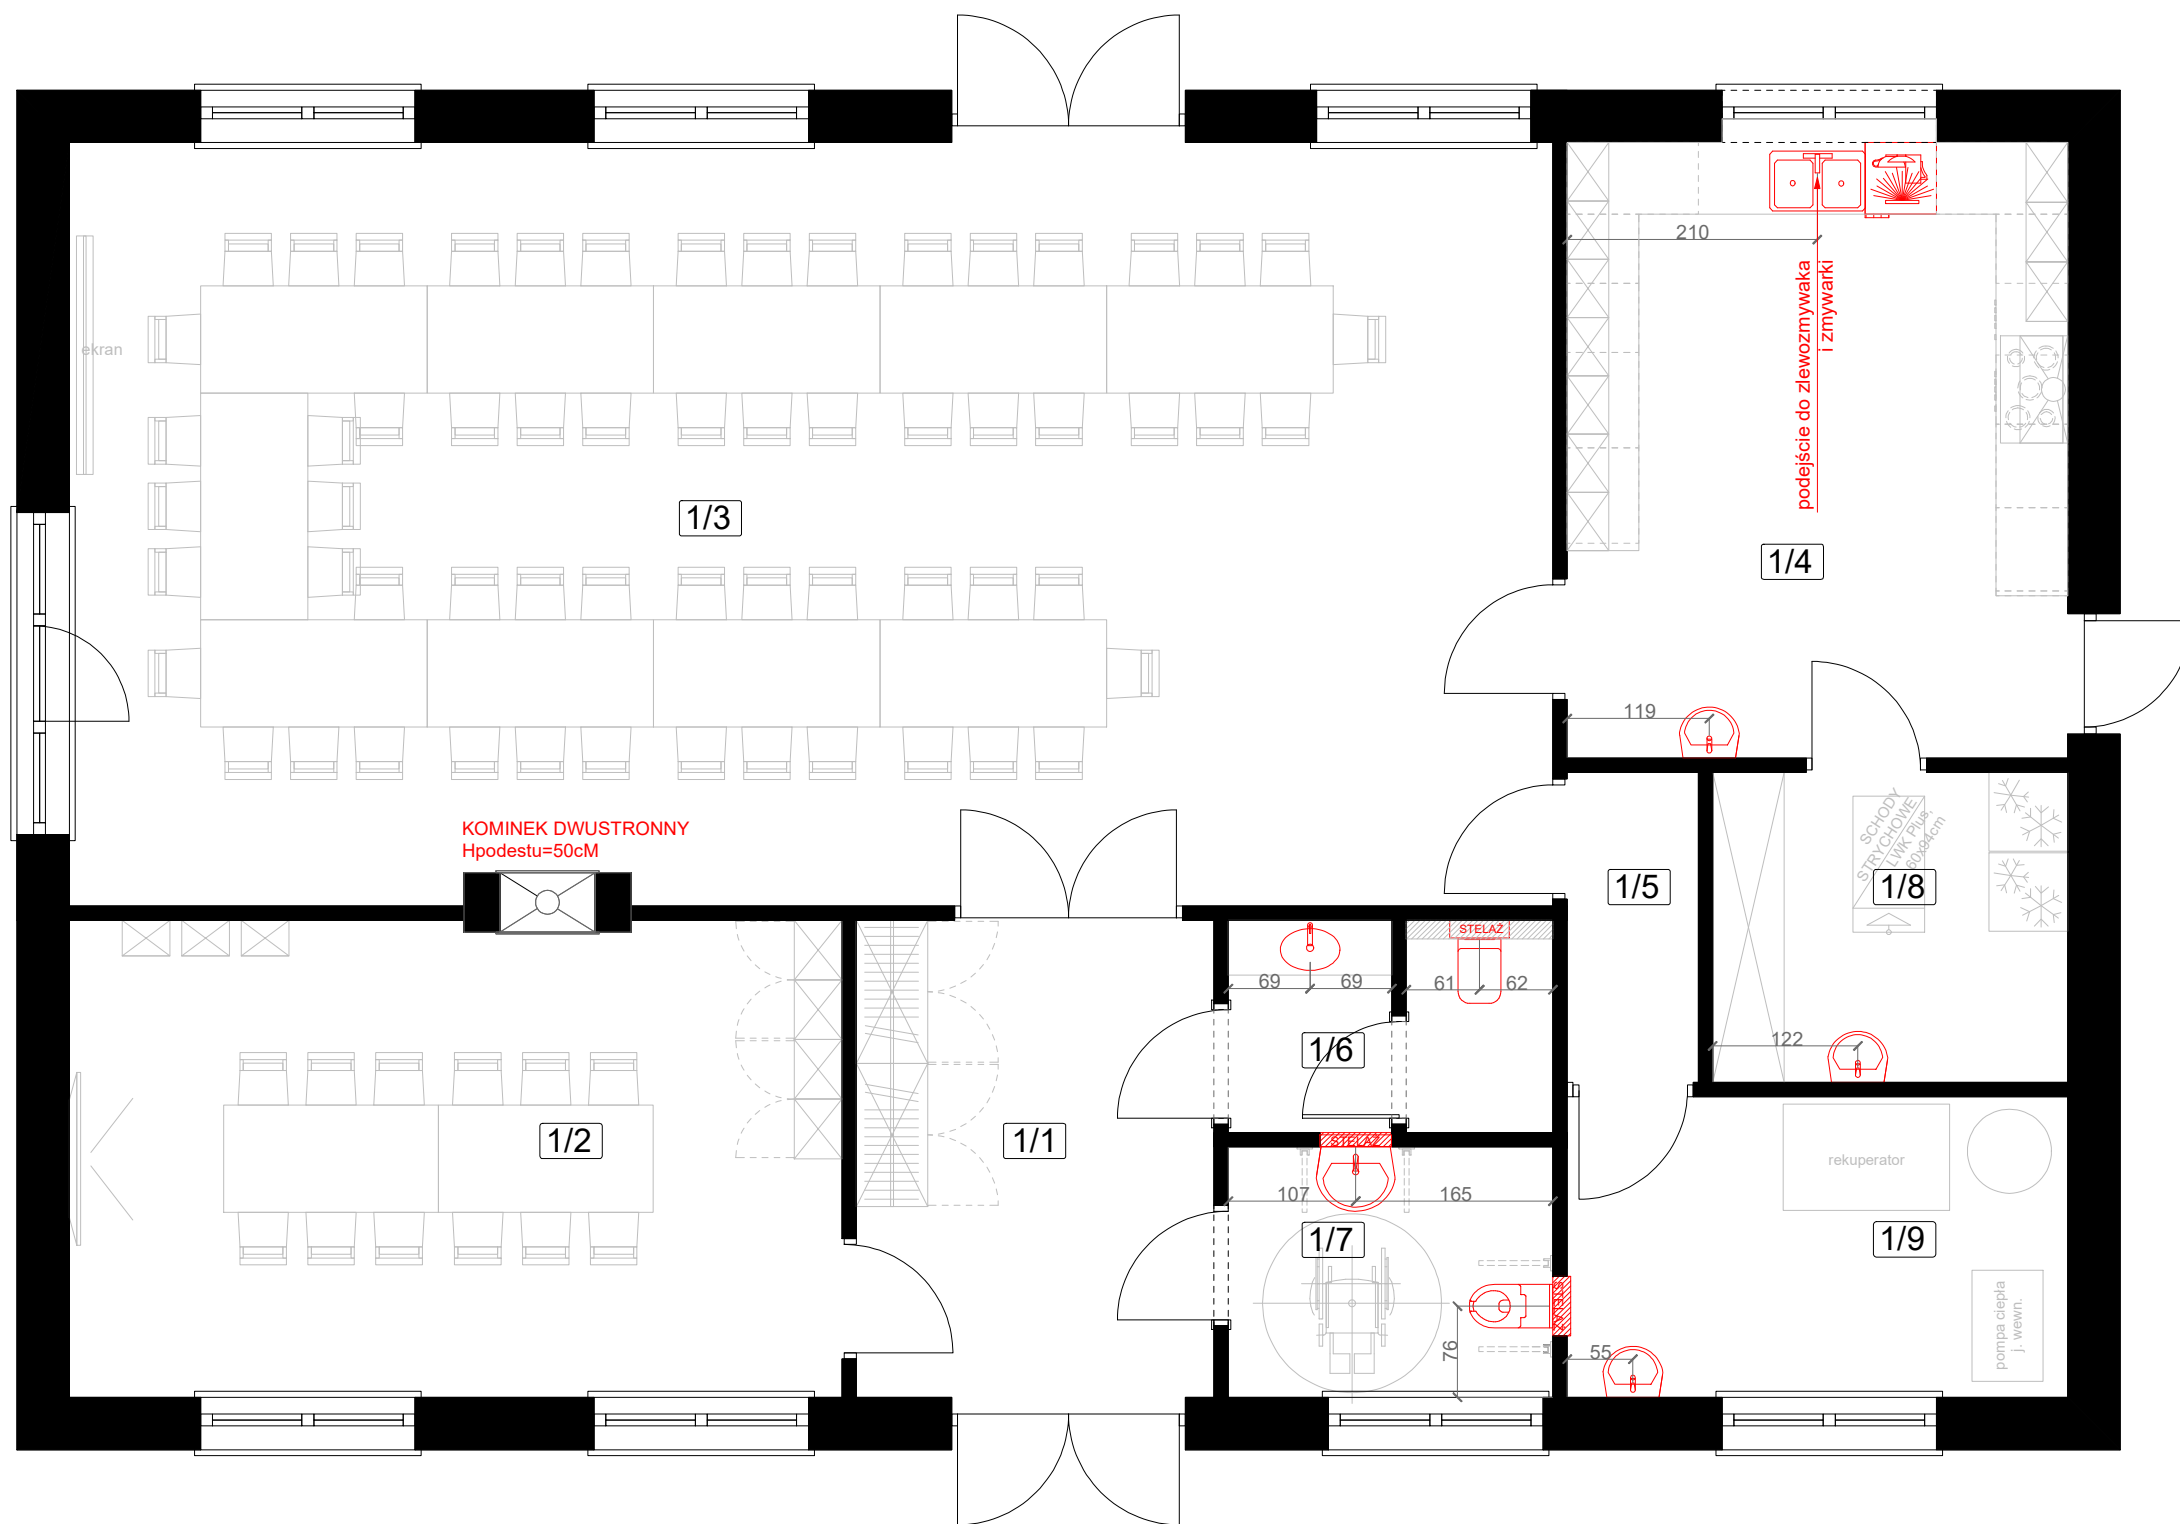 210
podejście do zlewozmywaka
i zmywarki
ekran
1/3
1/4
119
KOMINEK DWUSTRONNY
Hpodestu=50cM
SCHODY
STRYCHOWE
LWK Plus.
60x94cm
1/5
1/8
STELAŻ
69
69
61
62
1/6
122
1/2
1/1
STELAŻ
107
165
1/7
rekuperator
1/9
STELAŻ
76
55
pompa ciepła
j. wewn.